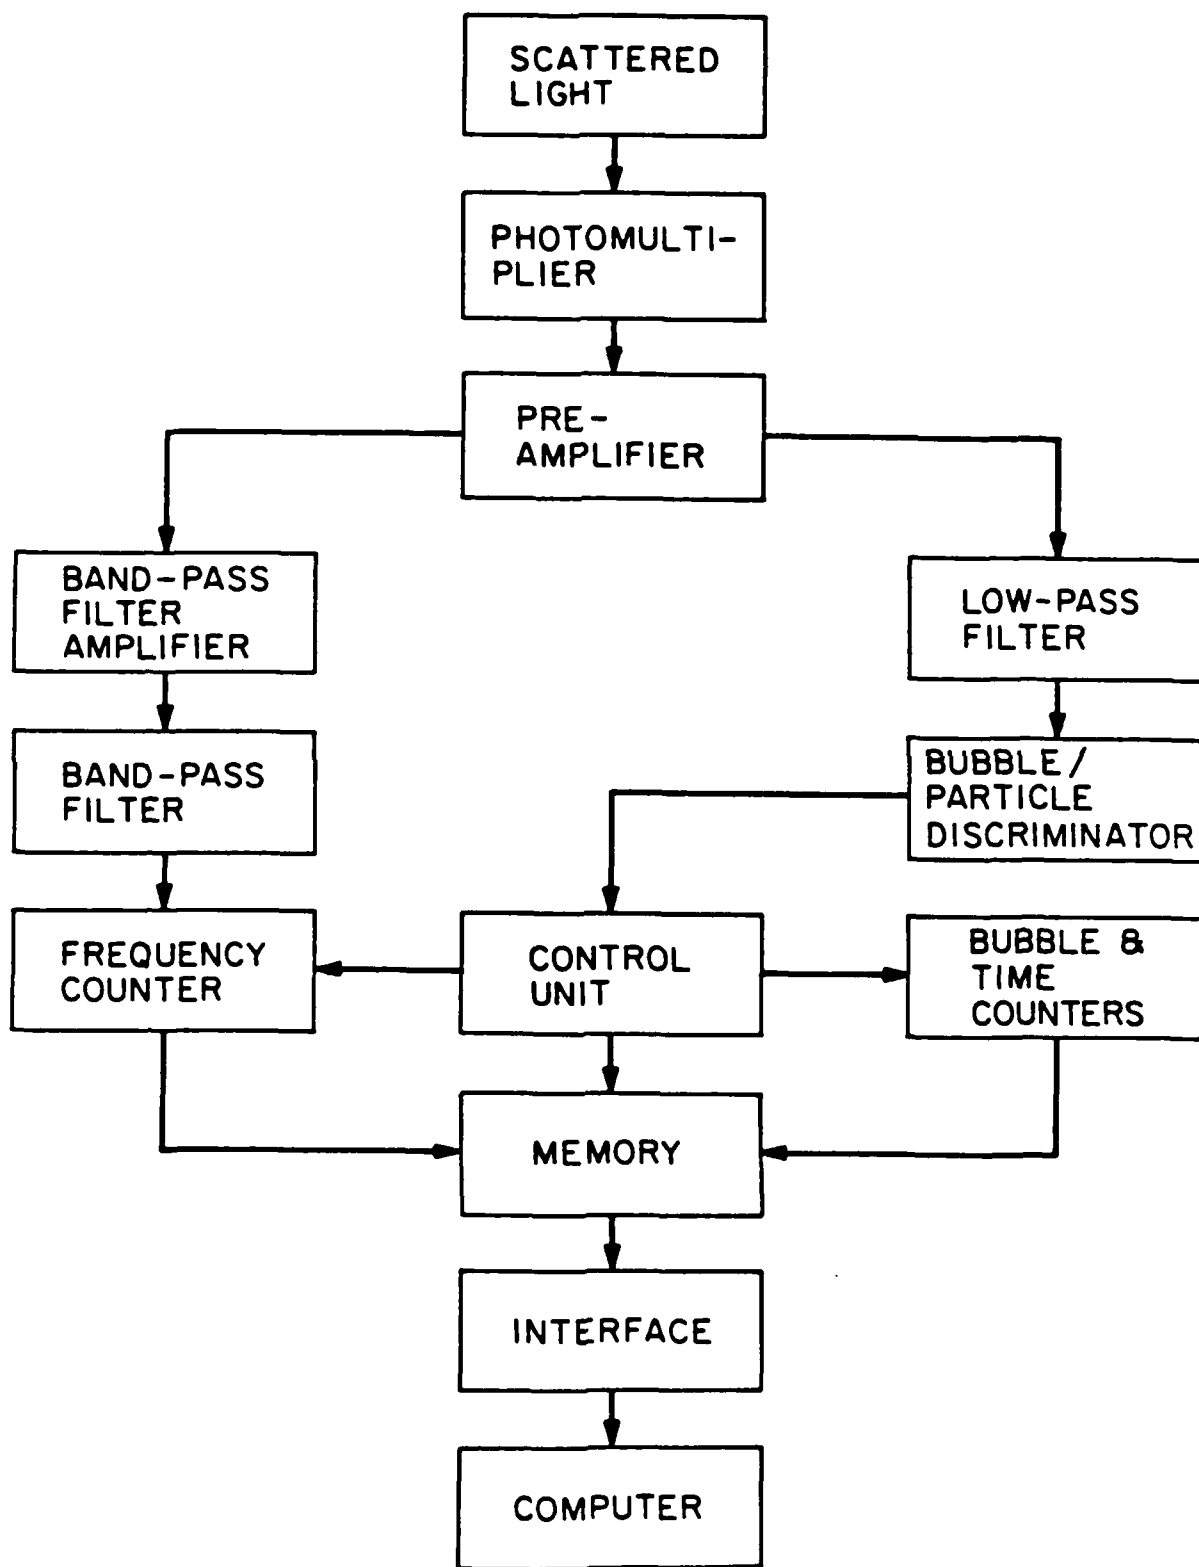 SCATTERED
LIGHT
PHOTOMULTI-
PLIER
PRE-
AMPLIFIER
BAND-PASS
FILTER
AMPLIFIER
LOW-PASS
FILTER
BAND-PASS
FILTER
BUBBLE/
PARTICLE
DISCRIMINATOR
FREQUENCY
COUNTER
CONTROL
UNIT
BUBBLE &
TIME
COUNTERS
MEMORY
INTERFACE
COMPUTER